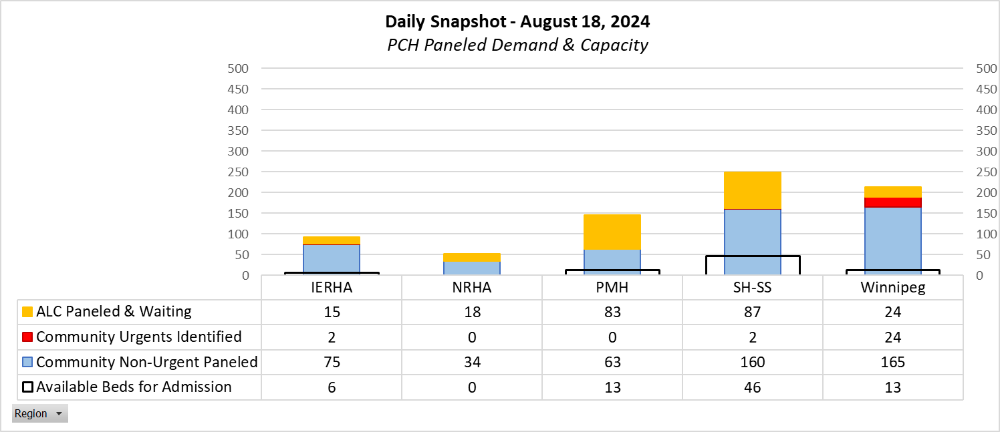 Daily Snapshot - August 18, 2024
PCH Paneled Demand & Capacity
500 500
450 450
400 400
350 350
300 300
250 250
200 200
150 150
100 100
50 50
0 0
IERHA NRHA PMH SH-SS Winnipeg
ALC Paneled & Waiting 15 18 83 87 24
Community Urgents Identified 2 0 0 2 24
Community Non-Urgent Paneled 75 34 63 160 165
Available Beds for Admission 6 0 13 46 13
Region